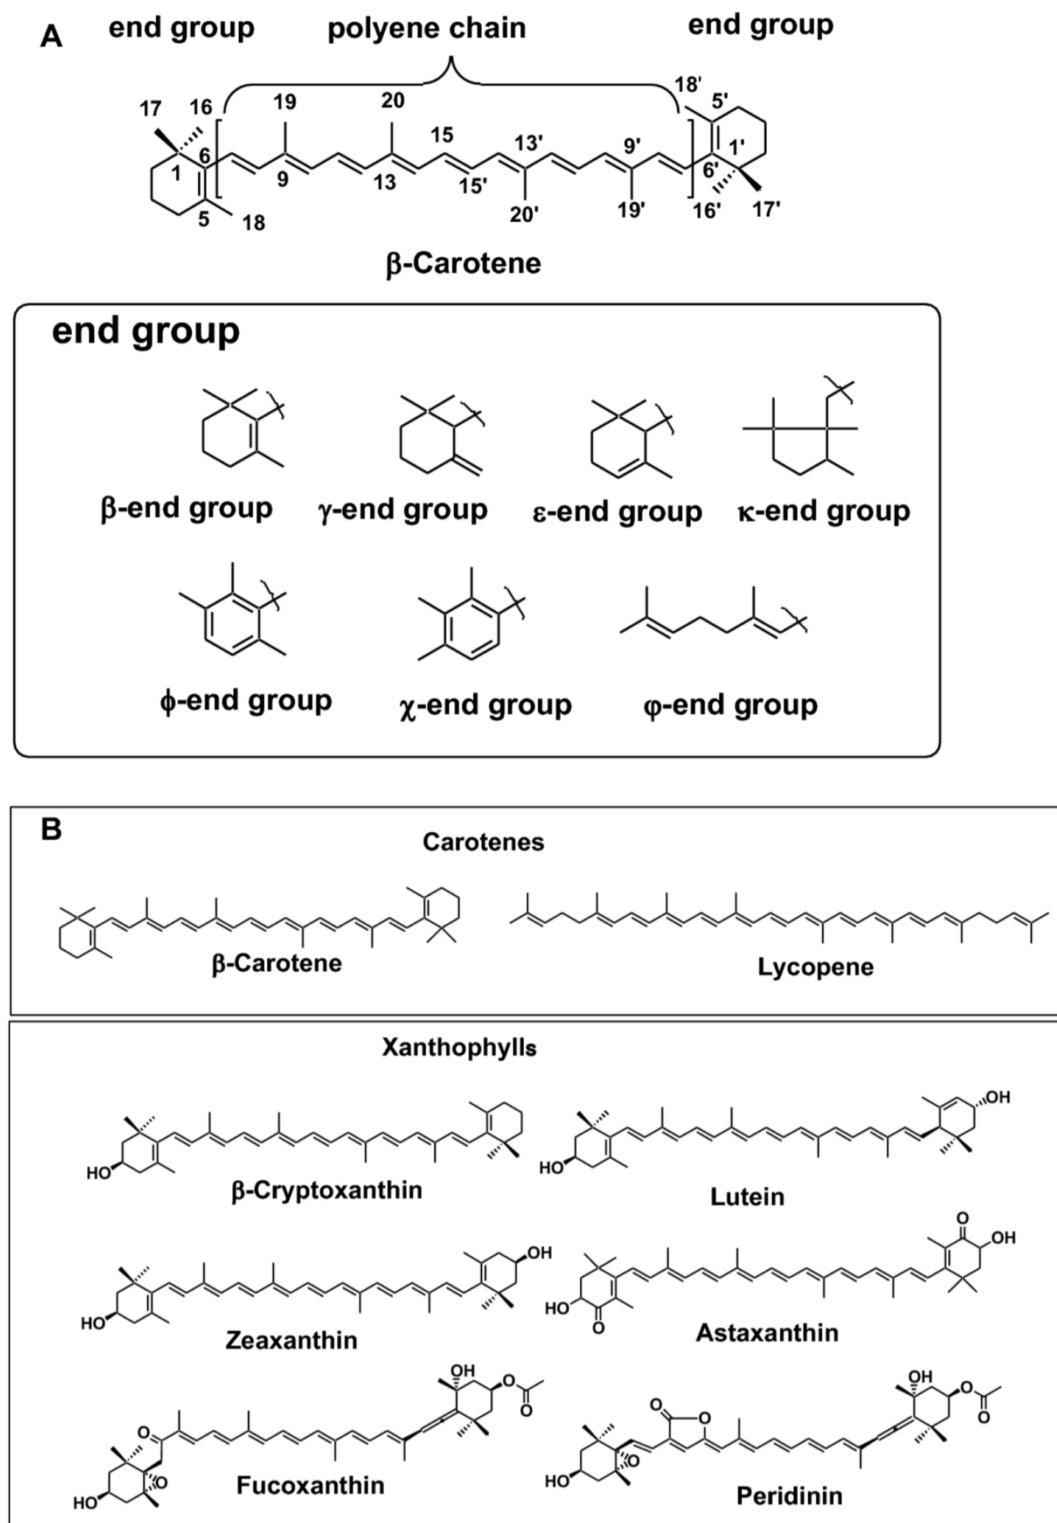 A
end group
polyene chain
end group
17
16
19
20
15
13'
9'
18'
5'
1
6
9
13
15'
6'
1'
5
18
20'
19'
16'
17'
β-Carotene
end group
β-end group
γ-end group
ε-end group
κ-end group
ϕ-end group
χ-end group
φ-end group
B
Carotenes
β-Carotene
Lycopene
Xanthophylls
HO
β-Cryptoxanthin
OH
HO
Lutein
OH
HO
Zeaxanthin
O
OH
HO
O
Astaxanthin
OH
O
O
O
O
HO
Fucoxanthin
OH
O
O
O
O
O
HO
Peridinin